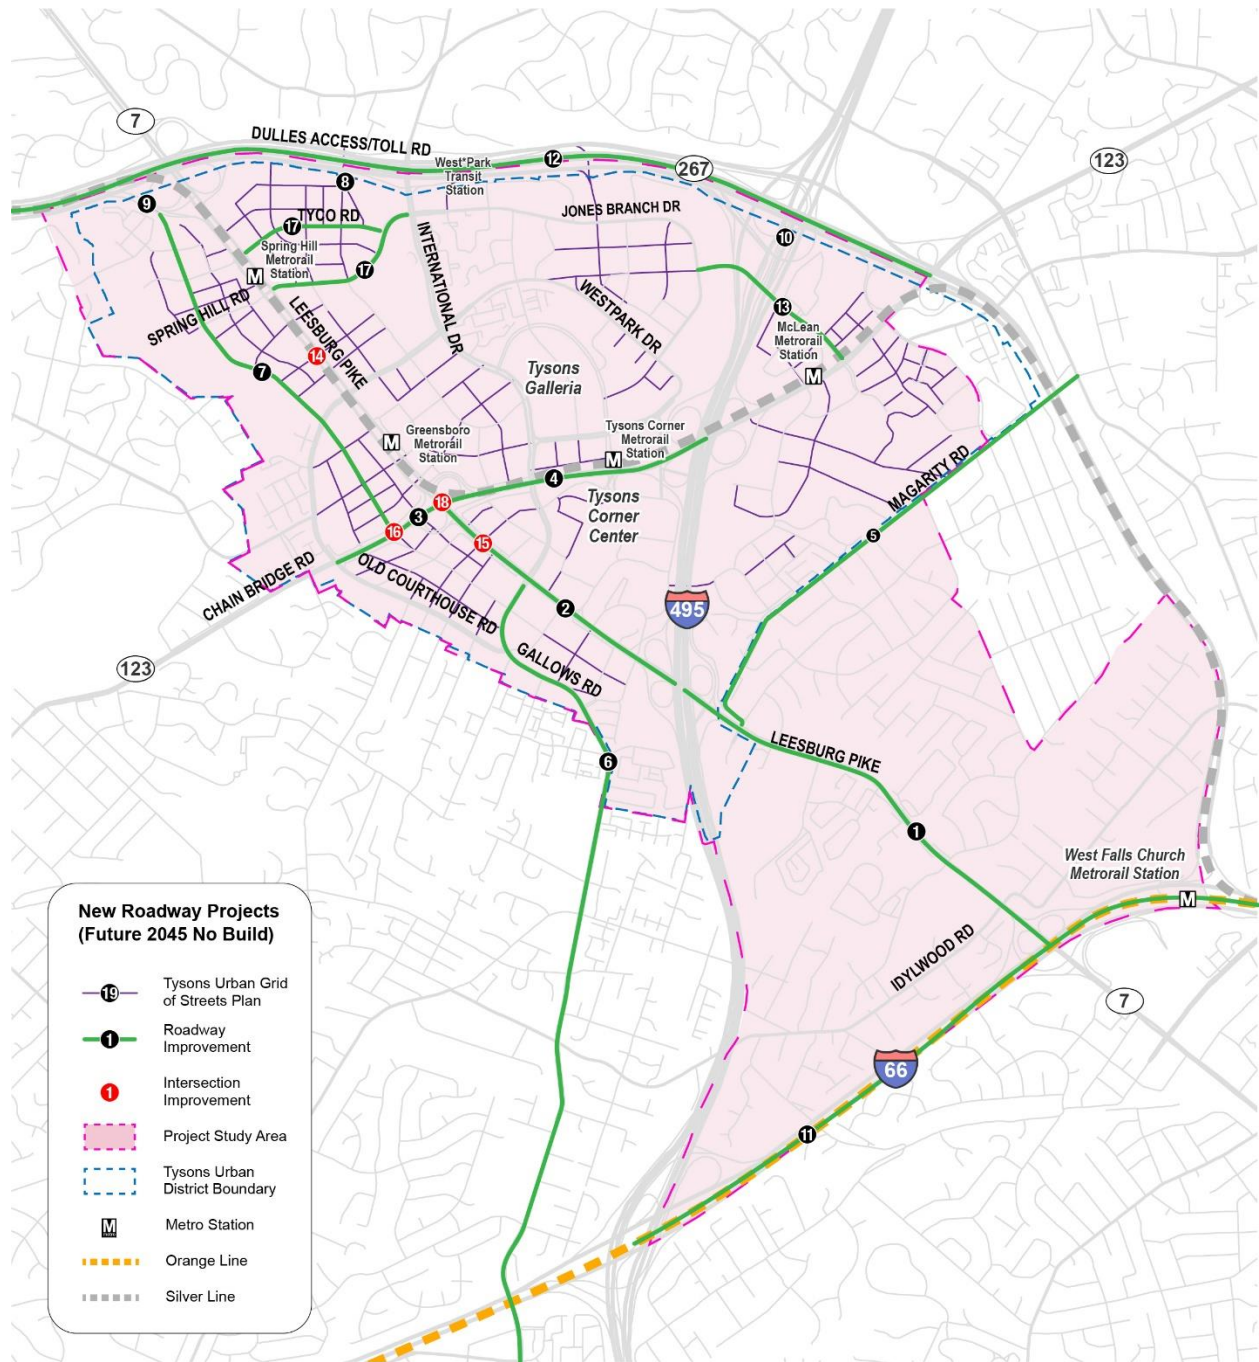 7
DULLES ACCESS/TOLL RD
12
267
123
West*Park
Transit
Station
8
9
TYCO RD
17
JONES BRANCH DR
10
Spring Hill
Metrorail
Station
M
17
INTERNATIONAL DR
WESTPARK DR
13
McLean
Metrorail
Station
M
SPRING HILL RD
LEESBURG PIKE
14
7
Tysons
Galleria
Greensboro
Metrorail
Station
M
Tysons Corner
Metrorail
Station
M
4
MAGARITY RD
Tysons
Corner
Center
18
3
16
15
5
CHAIN BRIDGE RD
OLD COURTHOUSE RD
2
495
123
GALLOWS RD
6
LEESBURG PIKE
1
West Falls Church
Metrorail Station
M
IDYLWOOD RD
7
66
11
New Roadway Projects
(Future 2045 No Build)
19
Tysons Urban Grid
of Streets Plan
1
Roadway
Improvement
1
Intersection
Improvement
Project Study Area
Tysons Urban
District Boundary
M
Metro Station
Orange Line
Silver Line